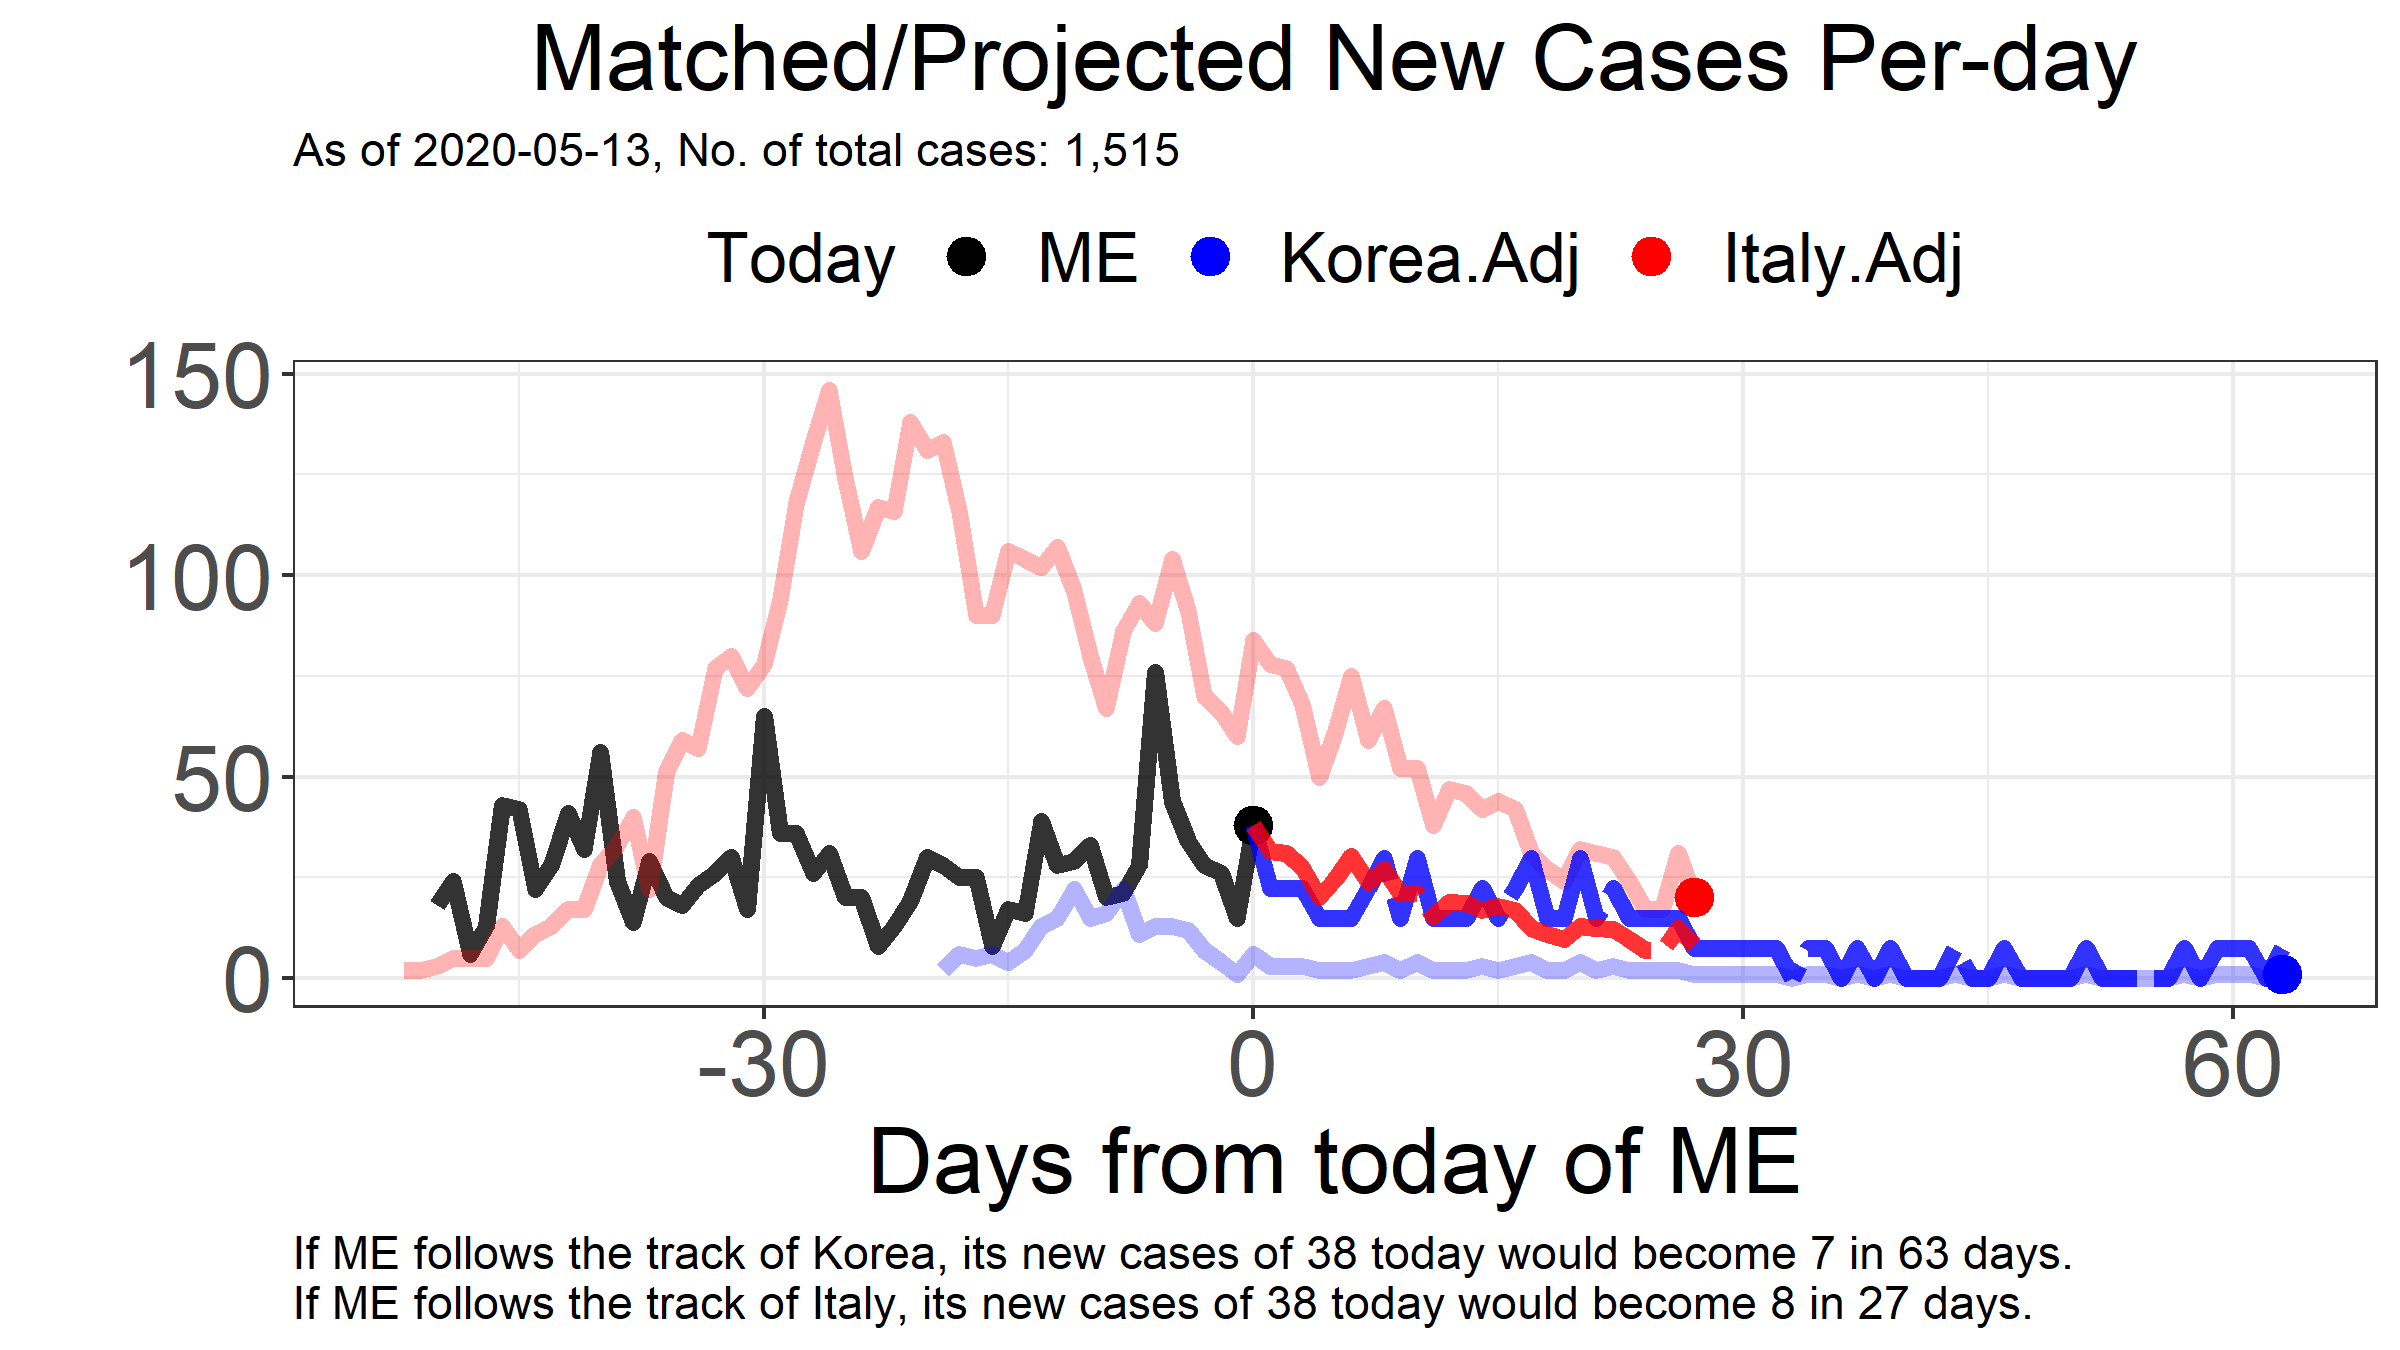 Matched/Projected New Cases Per-day
As of 2020-05-13, No. of total cases: 1,515
Today ME Korea.Adj Italy.Adj
150
100
50
0
-30 0 30 60
Days from today of ME
If ME follows the track of Korea, its new cases of 38 today would become 7 in 63 days.
If ME follows the track of Italy, its new cases of 38 today would become 8 in 27 days.